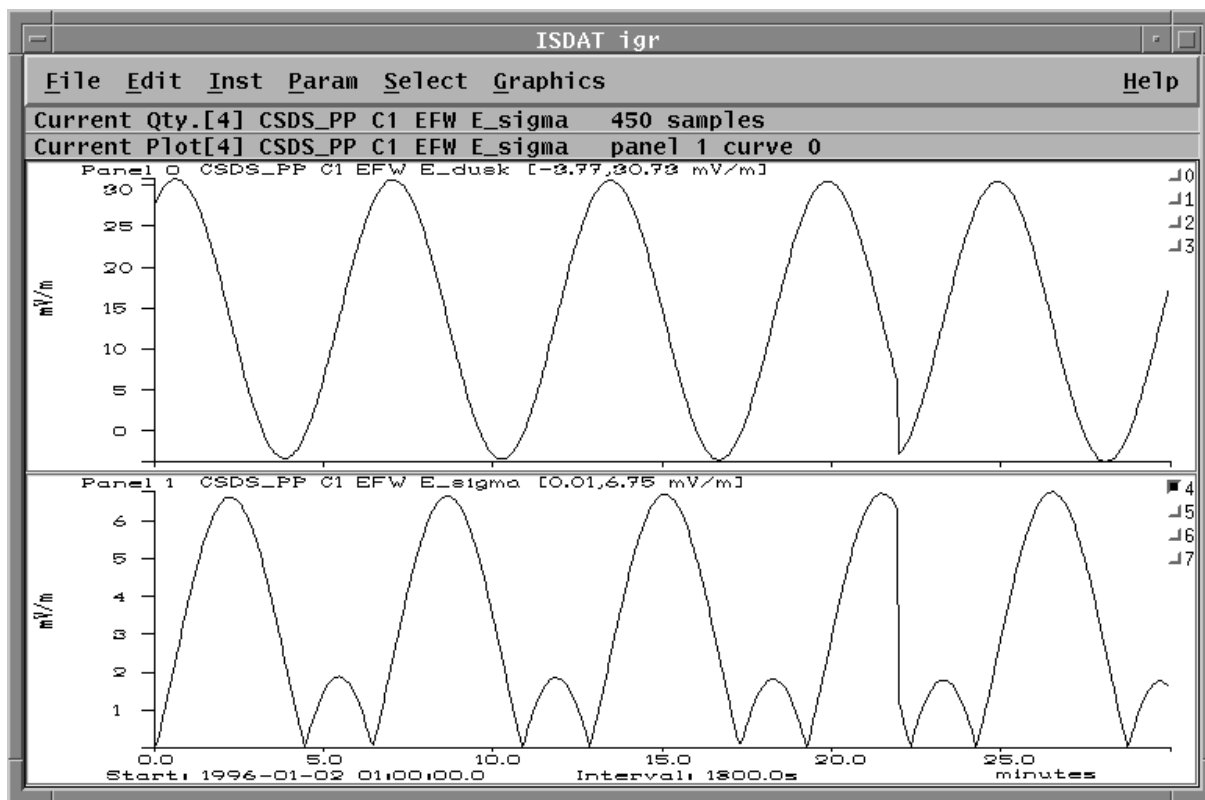 ISDAT igr
File Edit Inst Param Select Graphics Help
Current Qty.[4] CSDS_PP C1 EFW E_sigma 450 samples
Current Plot[4] CSDS_PP C1 EFW E_sigma panel 1 curve 0
Panel 0 CSDS_PP C1 EFW E_dusk [-3.77,30.73 mV/m]
30
25
20
15
10
5
0
mV/m
0
1
2
3
Panel 1 CSDS_PP C1 EFW E_sigma [0.01,6.75 mV/m]
6
5
4
3
2
1
mV/m
4
5
6
7
0.0 5.0 10.0 15.0 20.0 25.0
Start: 1996-01-02 01:00:00.0 Interval: 1800.0s minutes